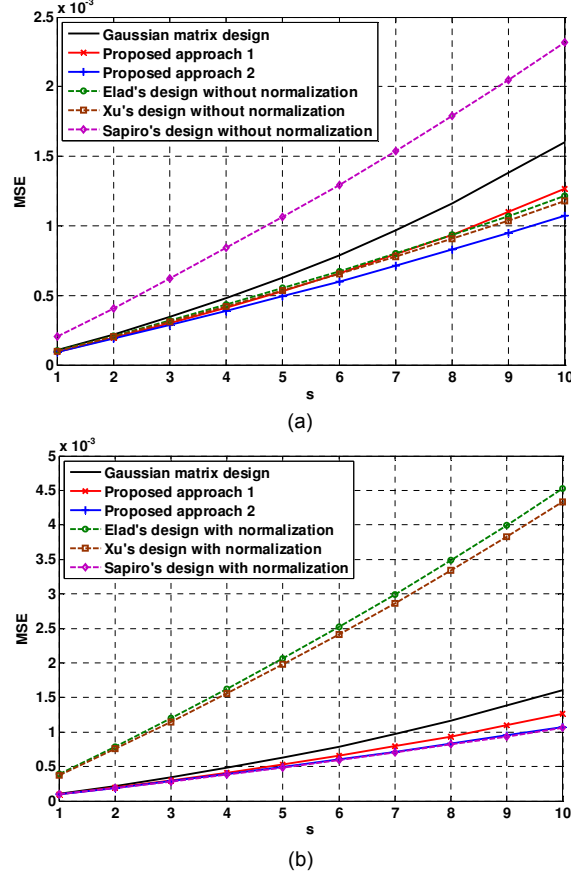 x 10⁻³
2.5
2
1.5
1
0.5
0
MSE
Gaussian matrix design
Proposed approach 1
Proposed approach 2
Elad's design without normalization
Xu's design without normalization
Sapiro's design without normalization
1 2 3 4 5 6 7 8 9 10
s
(a)
x 10⁻³
5
4.5
4
3.5
3
2.5
2
1.5
1
0.5
0
MSE
Gaussian matrix design
Proposed approach 1
Proposed approach 2
Elad's design with normalization
Xu's design with normalization
Sapiro's design with normalization
1 2 3 4 5 6 7 8 9 10
s
(b)